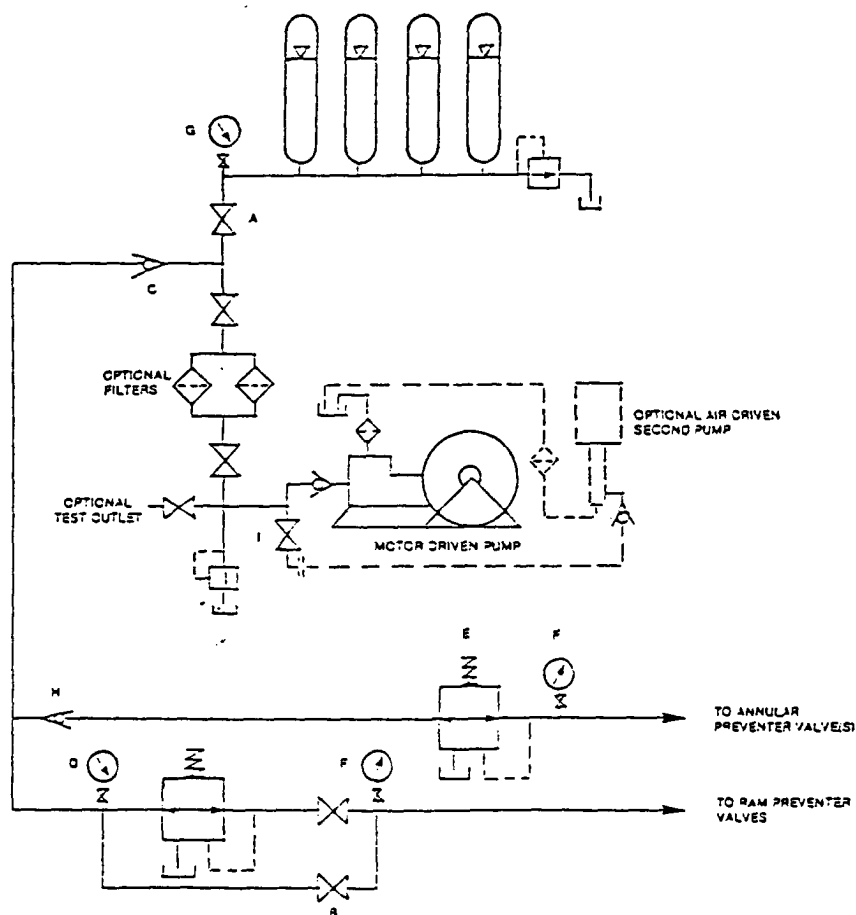 G
A
C
OPTIONAL
FILTERS
OPTIONAL AIR DRIVEN
SECOND PUMP
OPTIONAL
TEST OUTLET
I
MOTOR DRIVEN PUMP
E
F
H
TO ANNULAR
PREVENTER VALVE(S)
F
TO RAM PREVENTER
VALVES